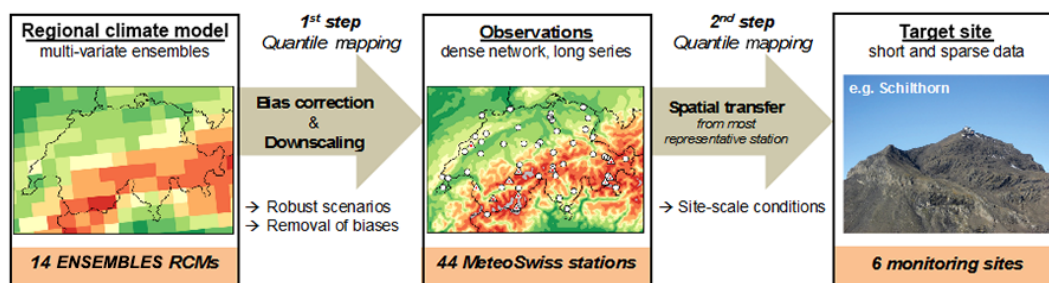 Regional climate model
multi-variate ensembles
14 ENSEMBLES RCMs
1st step
Quantile mapping
Bias correction
&
Downscaling
→ Robust scenarios
→ Removal of biases
Observations
dense network, long series
44 MeteoSwiss stations
2nd step
Quantile mapping
Spatial transfer
from most
representative station
→ Site-scale conditions
Target site
short and sparse data
e.g. Schilthorn
6 monitoring sites